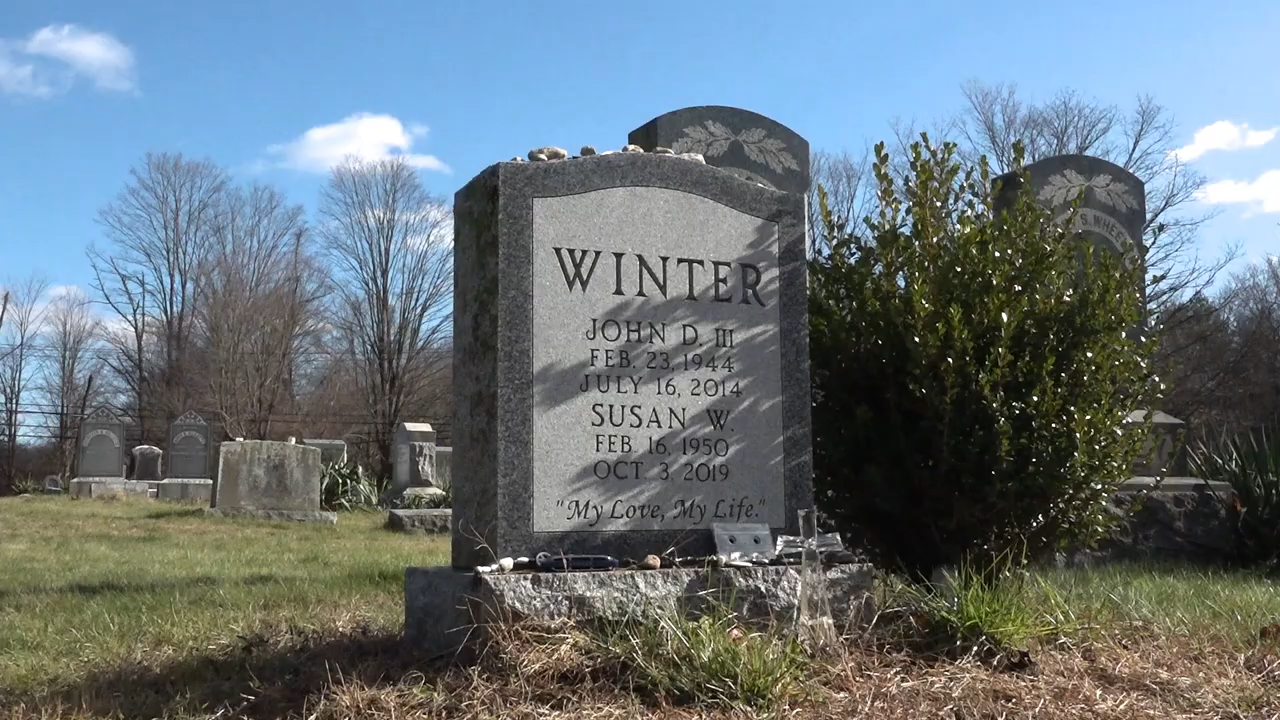 WINTER
JOHN D. III
FEB. 23, 1944
JULY 16, 2014
SUSAN W.
FEB. 16, 1950
OCT. 3, 2019
"My Love, My Life."